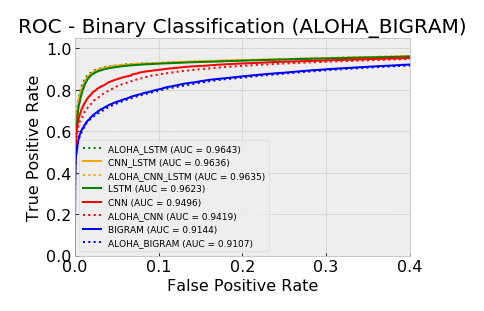 ROC - Binary Classification (ALOHA_BIGRAM)
True Positive Rate
1.0
0.8
0.6
0.4
0.2
0.0
ALOHA_LSTM (AUC = 0.9643)
CNN_LSTM (AUC = 0.9636)
ALOHA_CNN_LSTM (AUC = 0.9635)
LSTM (AUC = 0.9623)
CNN (AUC = 0.9496)
ALOHA_CNN (AUC = 0.9419)
BIGRAM (AUC = 0.9144)
ALOHA_BIGRAM (AUC = 0.9107)
0.0 0.1 0.2 0.3 0.4
False Positive Rate